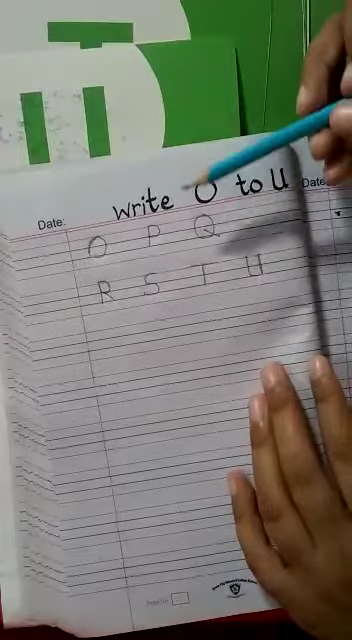 write O to U
Date:
Date:
O P Q
R S T U